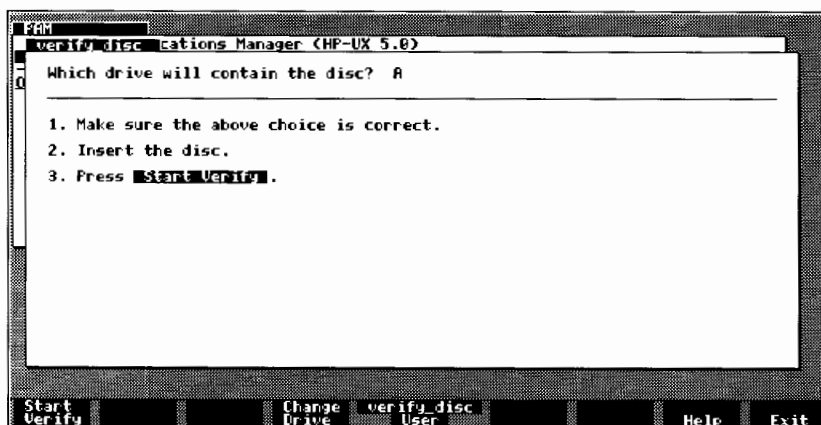 PAM
verify_disc cations Manager (HP-UX 5.0)
Which drive will contain the disc? A
1. Make sure the above choice is correct.
2. Insert the disc.
3. Press Start Verify.
Start Verify
Change Drive
verify_disc User
Help
Exit